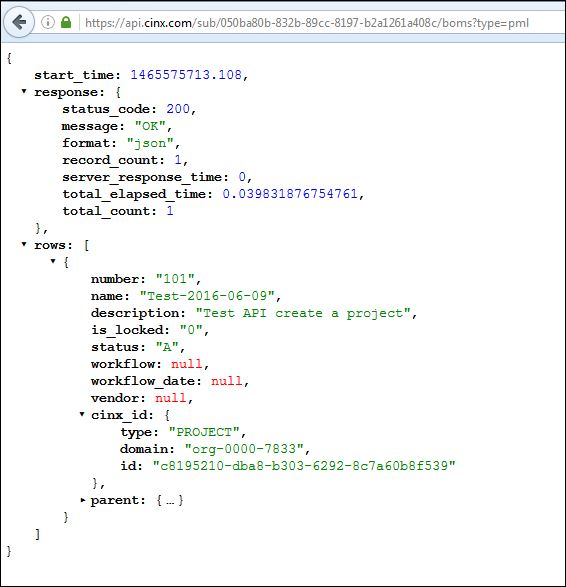 https://api.cinx.com/sub/050ba80b-832b-89cc-8197-b2a1261a408c/boms?type=pml
{
start_time: 1465575713.108,
response: {
status_code: 200,
message: "OK",
format: "json",
record_count: 1,
server_response_time: 0,
total_elapsed_time: 0.039831876754761,
total_count: 1
},
rows: [
{
number: "101",
name: "Test-2016-06-09",
description: "Test API create a project",
is_locked: "0",
status: "A",
workflow: null,
workflow_date: null,
vendor: null,
cinx_id: {
type: "PROJECT",
domain: "org-0000-7833",
id: "c8195210-dba8-b303-6292-8c7a60b8f539"
},
parent: {…}
}
]
}